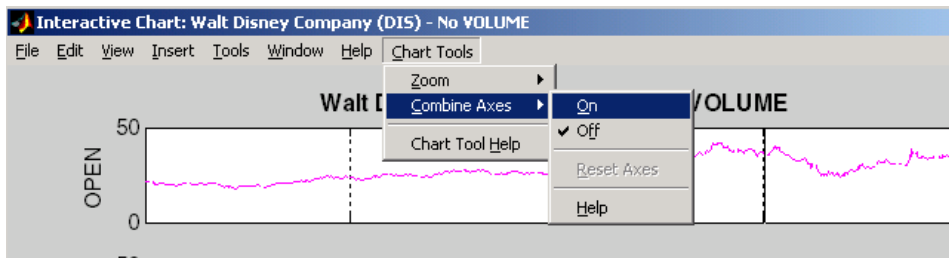 Interactive Chart: Walt Disney Company (DIS) - No VOLUME
File Edit View Insert Tools Window Help Chart Tools
Zoom
Walt D
Combine Axes
On
VOLUME
50
Off
OPEN
Chart Tool Help
Reset Axes
Help
0